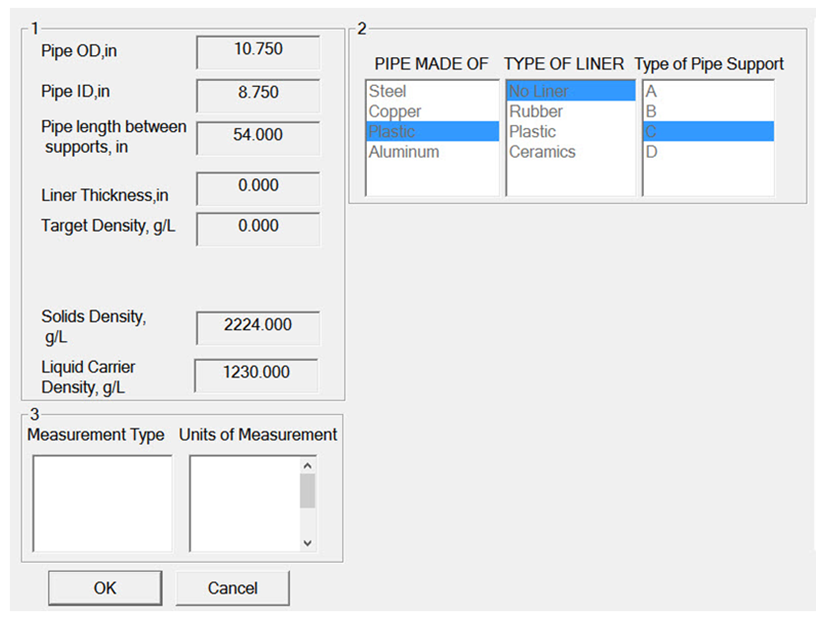 1
Pipe OD,in 10.750
Pipe ID,in 8.750
Pipe length between
supports, in 54.000
Liner Thickness,in 0.000
Target Density, g/L 0.000
Solids Density,
g/L 2224.000
Liquid Carrier
Density, g/L 1230.000
2
PIPE MADE OF TYPE OF LINER Type of Pipe Support
Steel No Liner A
Copper Rubber B
Plastic Plastic C
Aluminum Ceramics D
3
Measurement Type Units of Measurement
OK Cancel